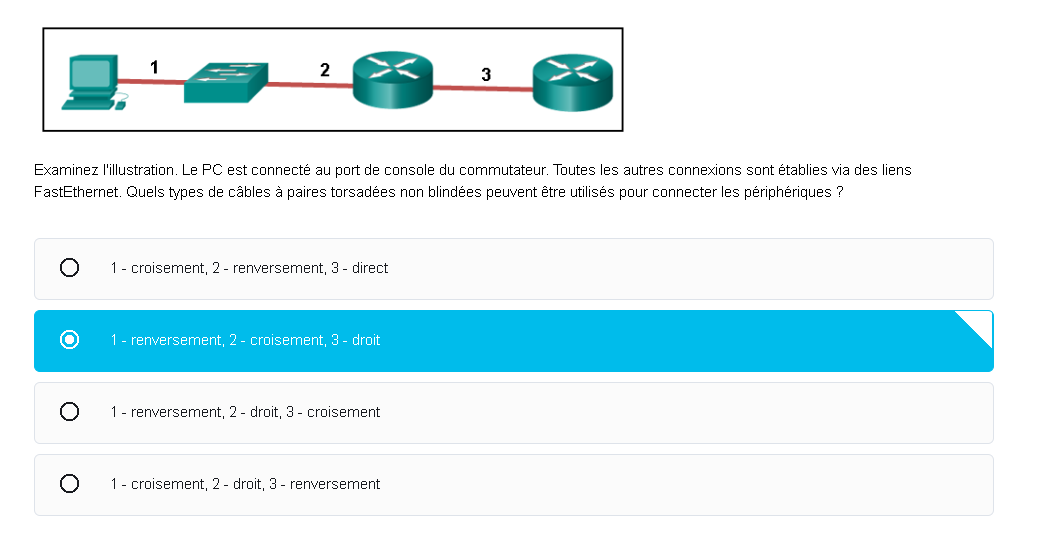 1
2
3
Examinez l'illustration. Le PC est connecté au port de console du commutateur. Toutes les autres connexions sont établies via des liens
FastEthernet. Quels types de câbles à paires torsadées non blindées peuvent être utilisés pour connecter les périphériques ?
1 - croisement, 2 - renversement, 3 - direct
1 - renversement, 2 - croisement, 3 - droit
1 - renversement, 2 - droit, 3 - croisement
1 - croisement, 2 - droit, 3 - renversement